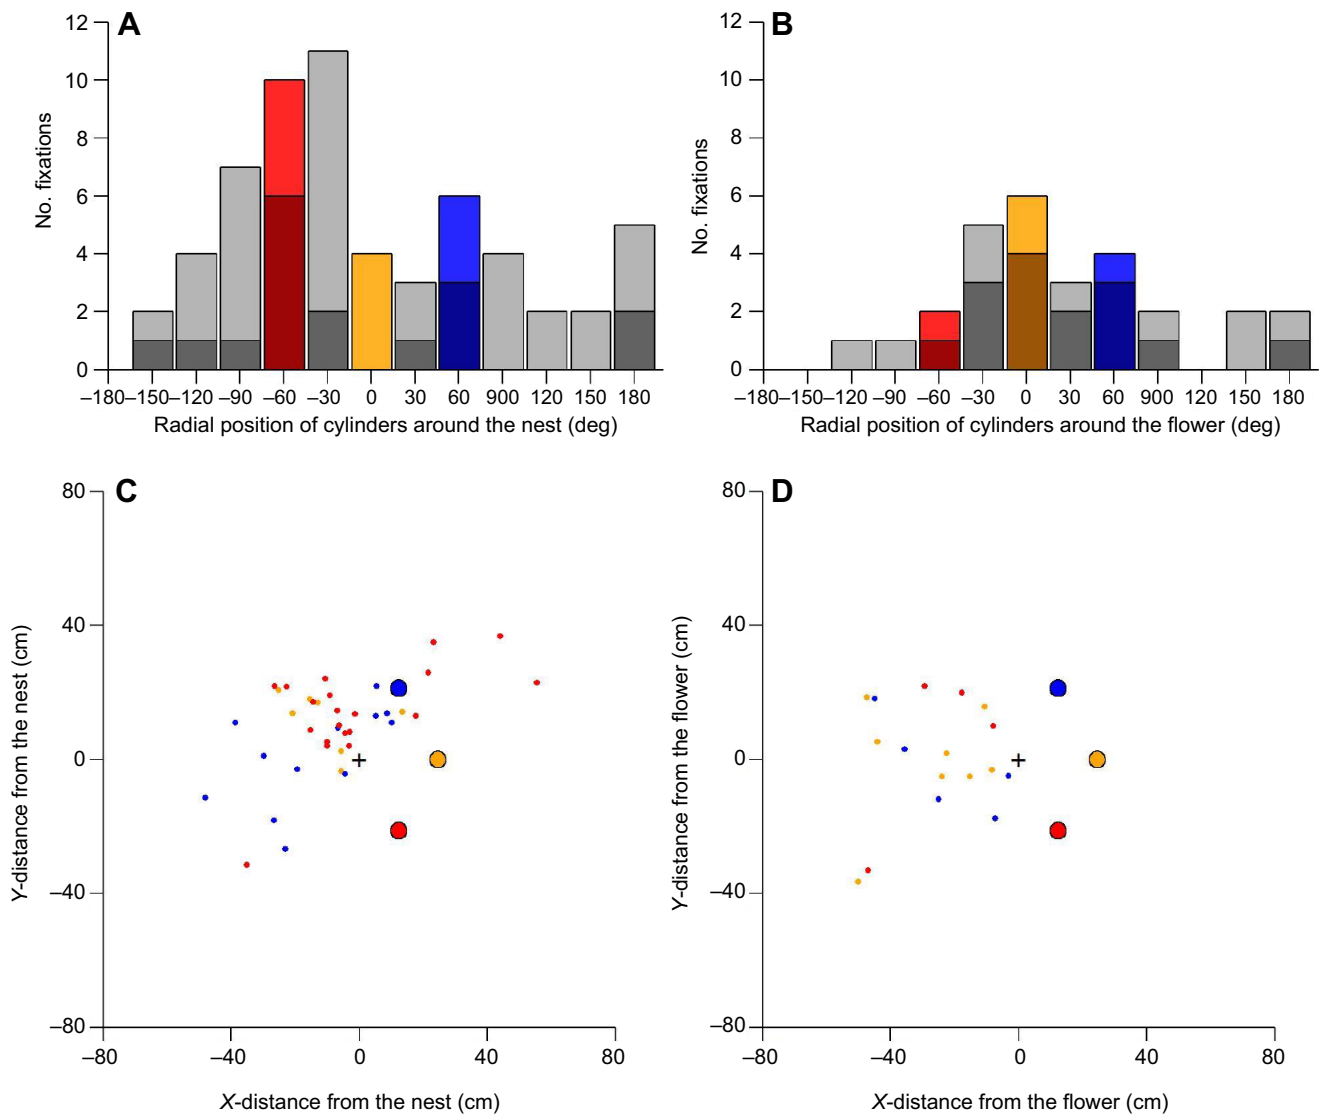 A
12
10
8
6
4
2
0
No. fixations
–180 –150 –120 –90 –60 –30 0 30 60 90 100 120 150 180
Radial position of cylinders around the nest (deg)
B
12
10
8
6
4
2
0
No. fixations
–180 –150 –120 –90 –60 –30 0 30 60 900 120 150 180
Radial position of cylinders around the flower (deg)
C
80
40
0
–40
–80
Y-distance from the nest (cm)
–80 –40 0 40 80
X-distance from the nest (cm)
D
80
40
0
–40
–80
Y-distance from the flower (cm)
–80 –40 0 40 80
X-distance from the flower (cm)